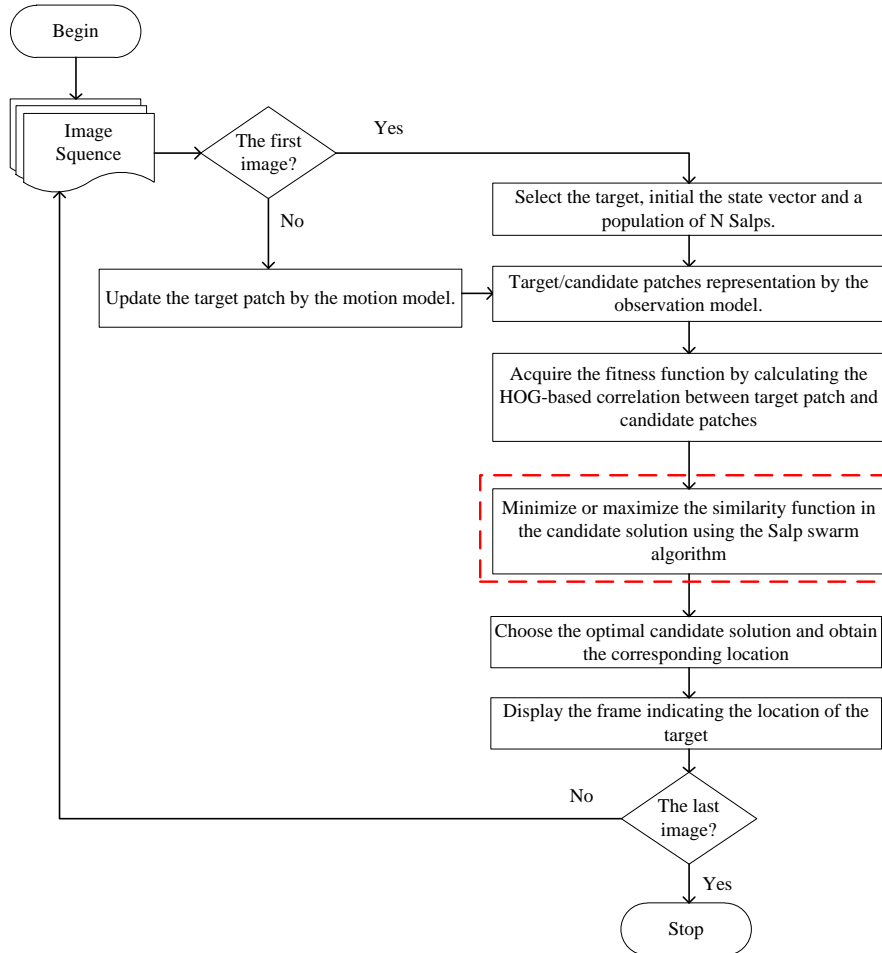 Begin
Image
Squence
The first
image?
Yes
No
Select the target, initial the state vector and a
population of N Salps.
Update the target patch by the motion model.
Target/candidate patches representation by the
observation model.
Acquire the fitness function by calculating the
HOG-based correlation between target patch and
candidate patches
Minimize or maximize the similarity function in
the candidate solution using the Salp swarm
algorithm
Choose the optimal candidate solution and obtain
the corresponding location
Display the frame indicating the location of the
target
No
The last
image?
Yes
Stop